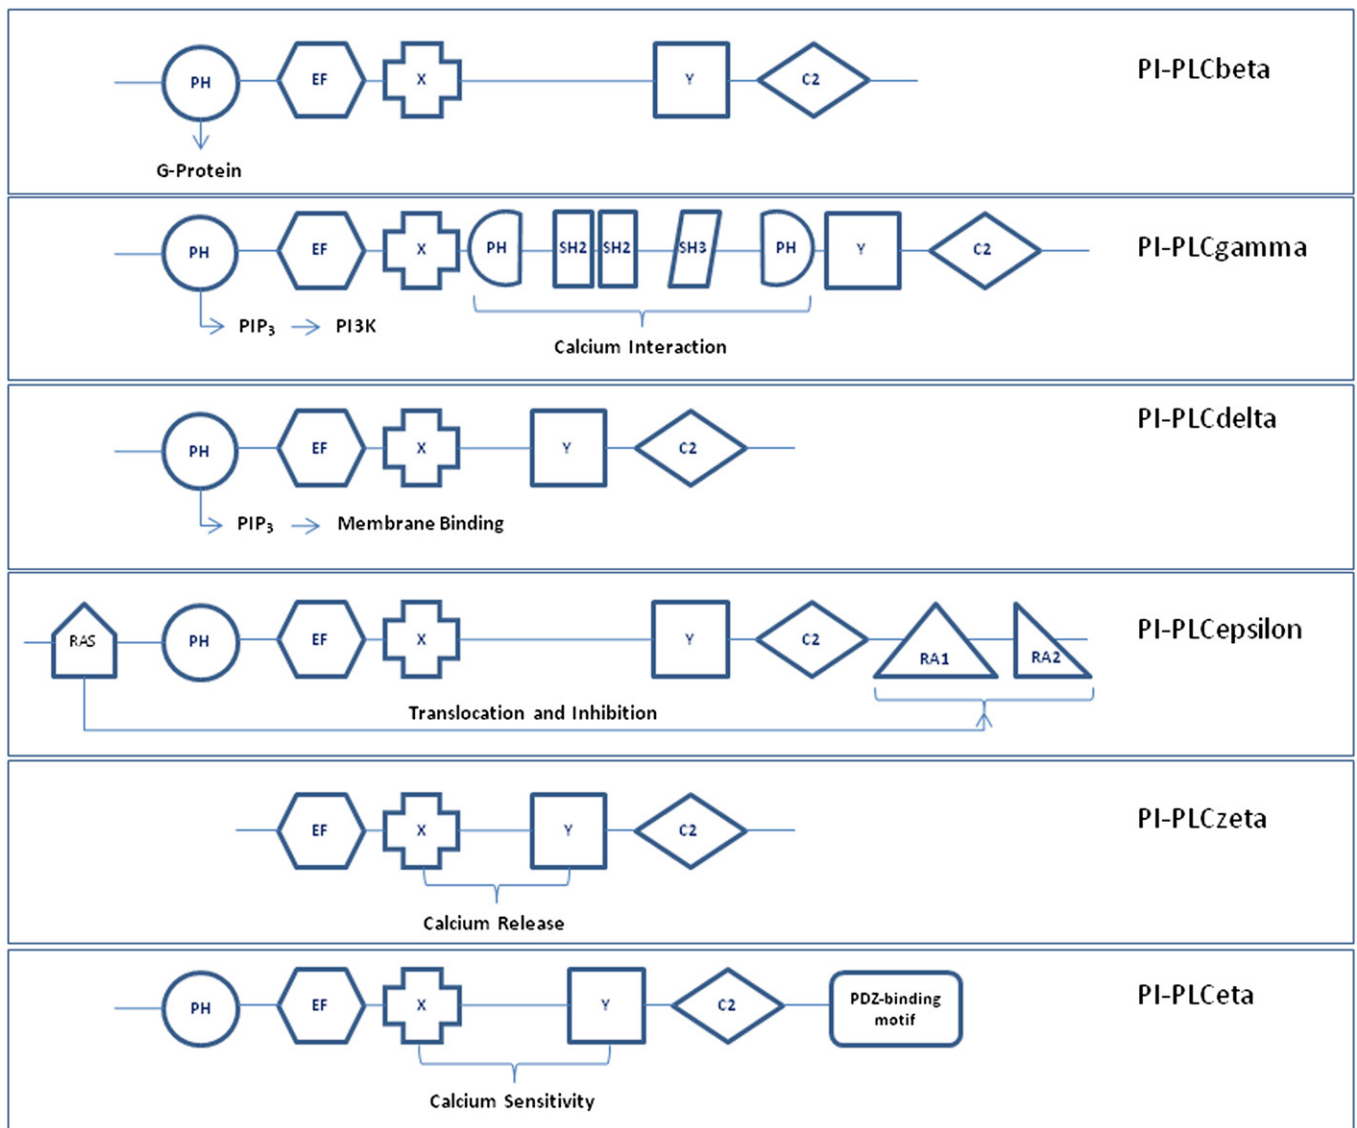 PH EF X Y C2 PI-PLCbeta
G-Protein
PH EF X PH SH2 SH2 SH3 PH Y C2 PI-PLCgamma
PIP₃ PI3K
Calcium Interaction
PI-PLCdelta
PH EF X Y C2
PIP₃ Membrane Binding
RAS PH EF X Y C2 RA1 RA2 PI-PLCepsilon
Translocation and Inhibition
EF X Y C2 PI-PLCzeta
Calcium Release
PH EF X Y C2 PDZ-binding PI-PLCeta
motif
Calcium Sensitivity